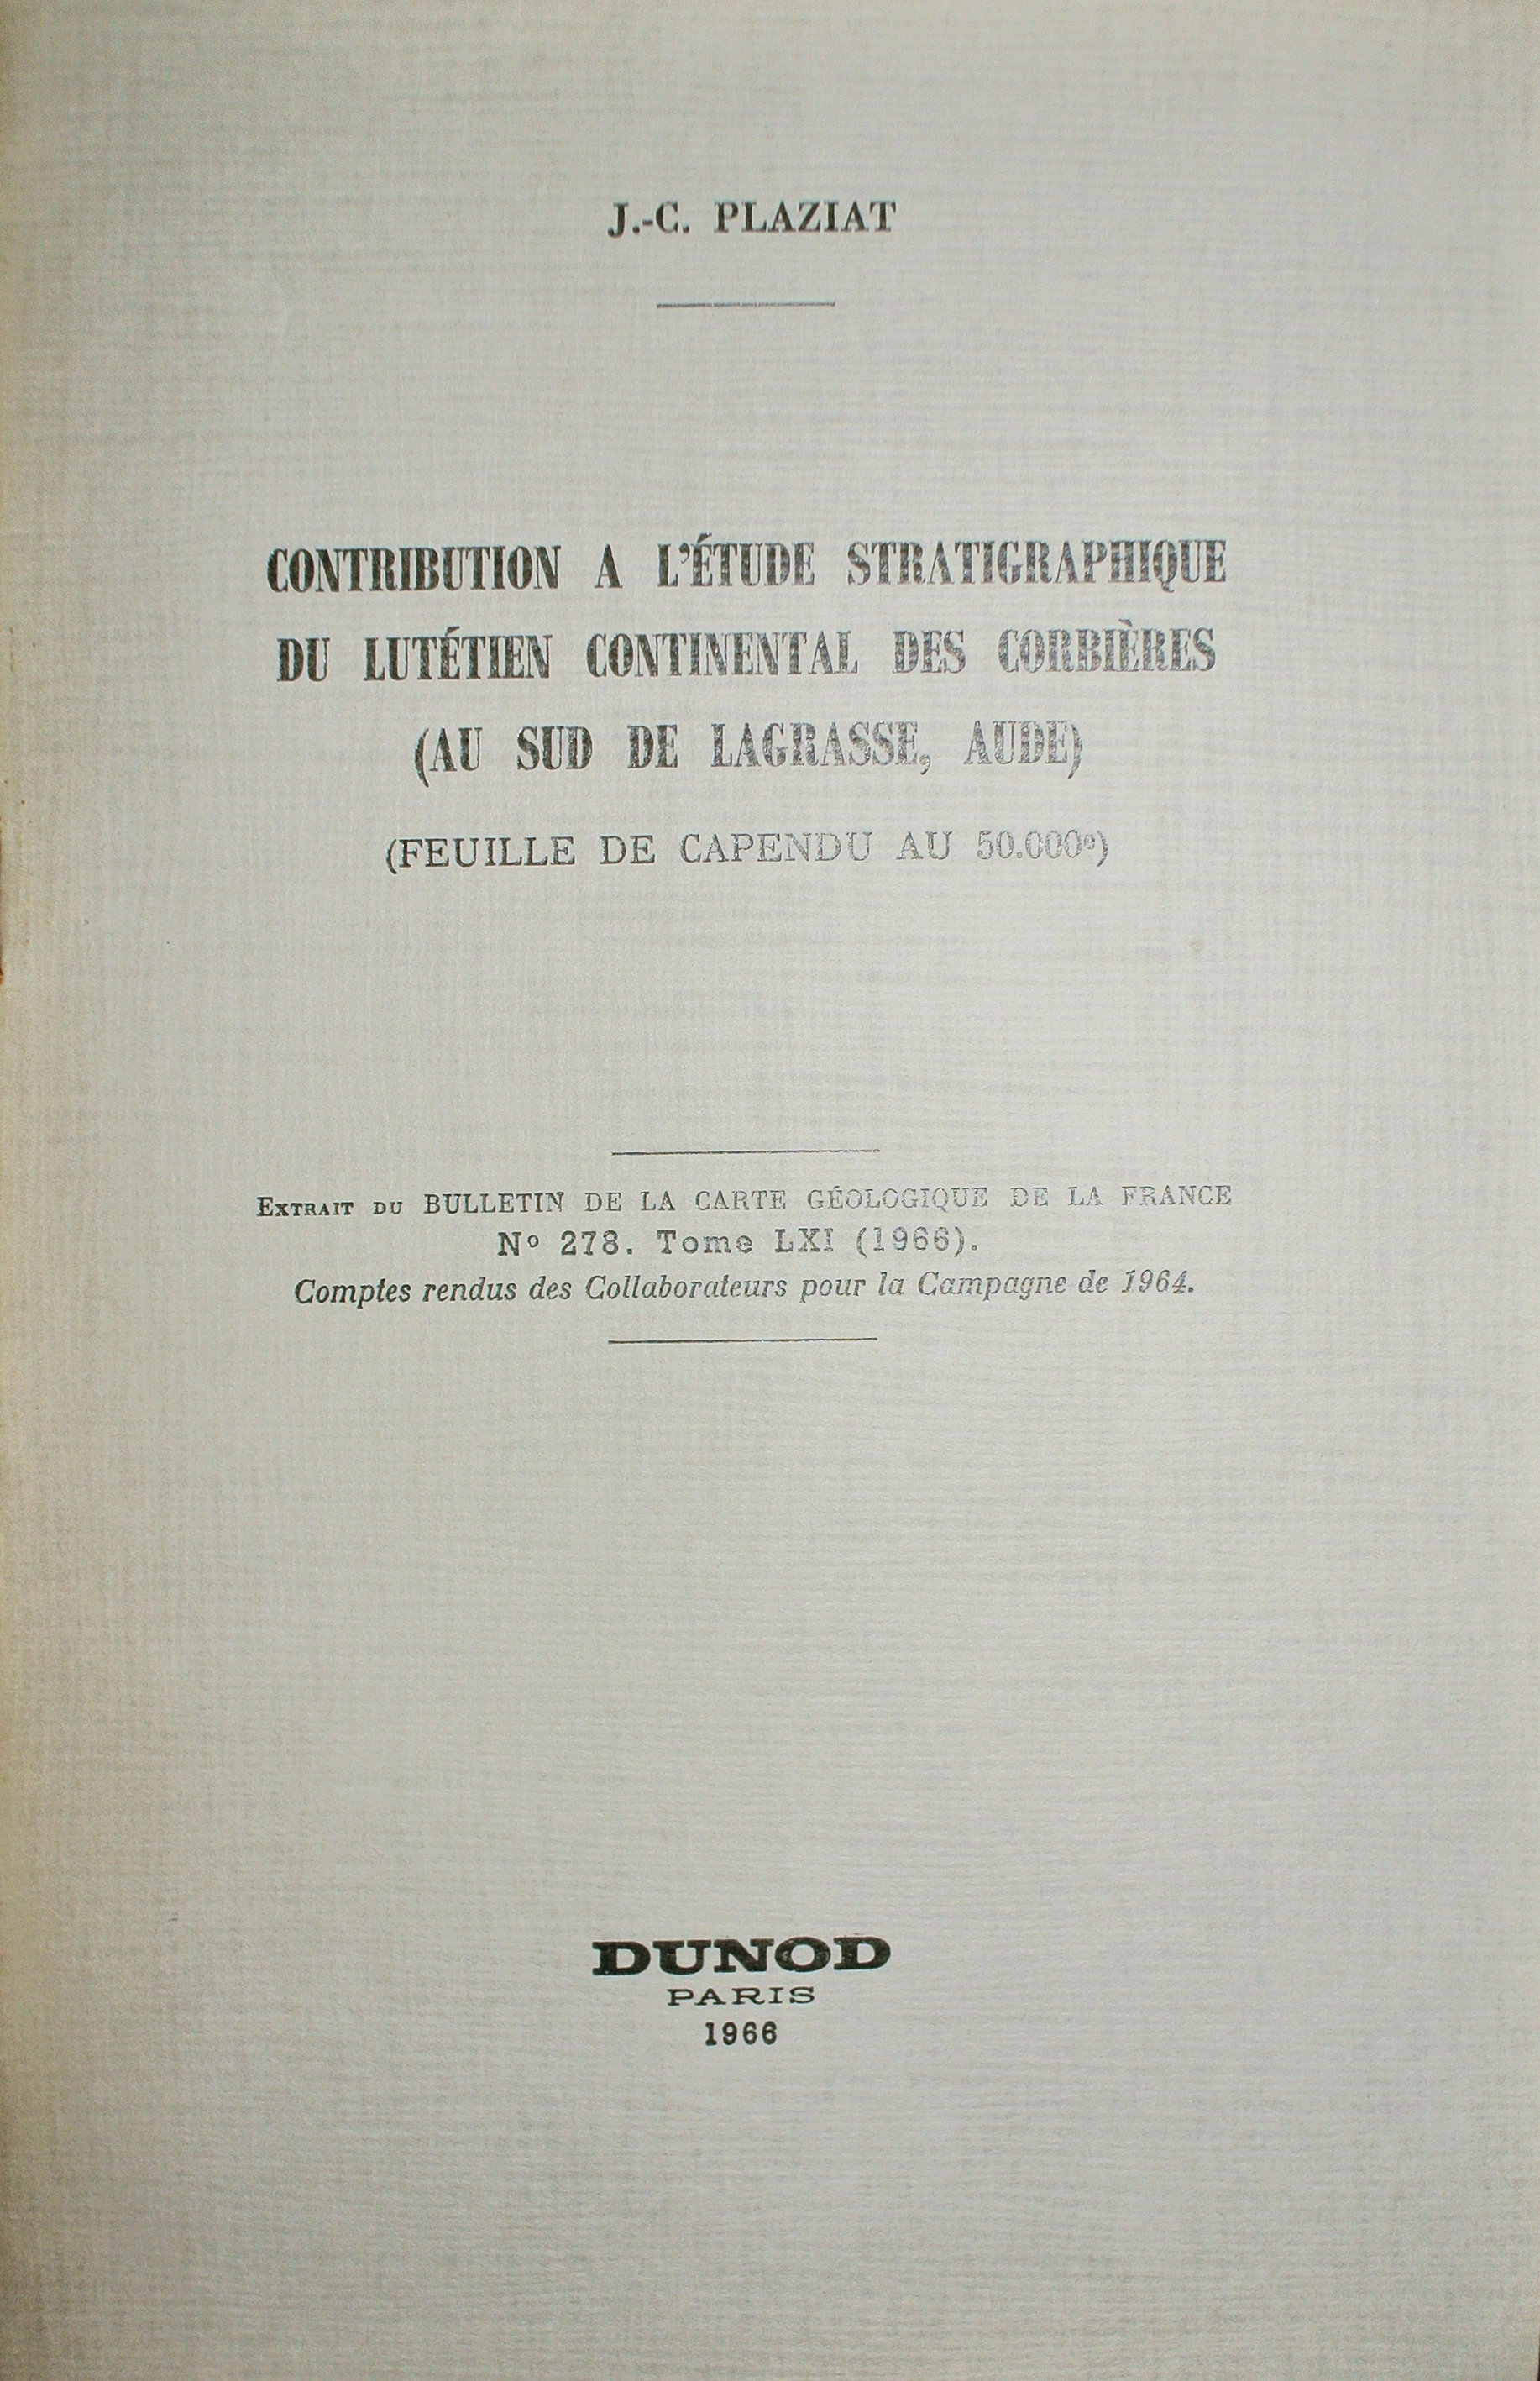 J.-C. PLAZIAT
CONTRIBUTION A L'ÉTUDE STRATIGRAPHIQUE
DU LUTÉTIEN CONTINENTAL DES CORBIÈRES
(AU SUD DE LAGRASSE, AUDE)
(FEUILLE DE CAPENDU AU 50.000e)
EXTRAIT DU BULLETIN DE LA CARTE GÉOLOGIQUE DE LA FRANCE
No 278. Tome LXI (1966).
Comptes rendus des Collaborateurs pour la Campagne de 1964.
DUNOD
PARIS
1966